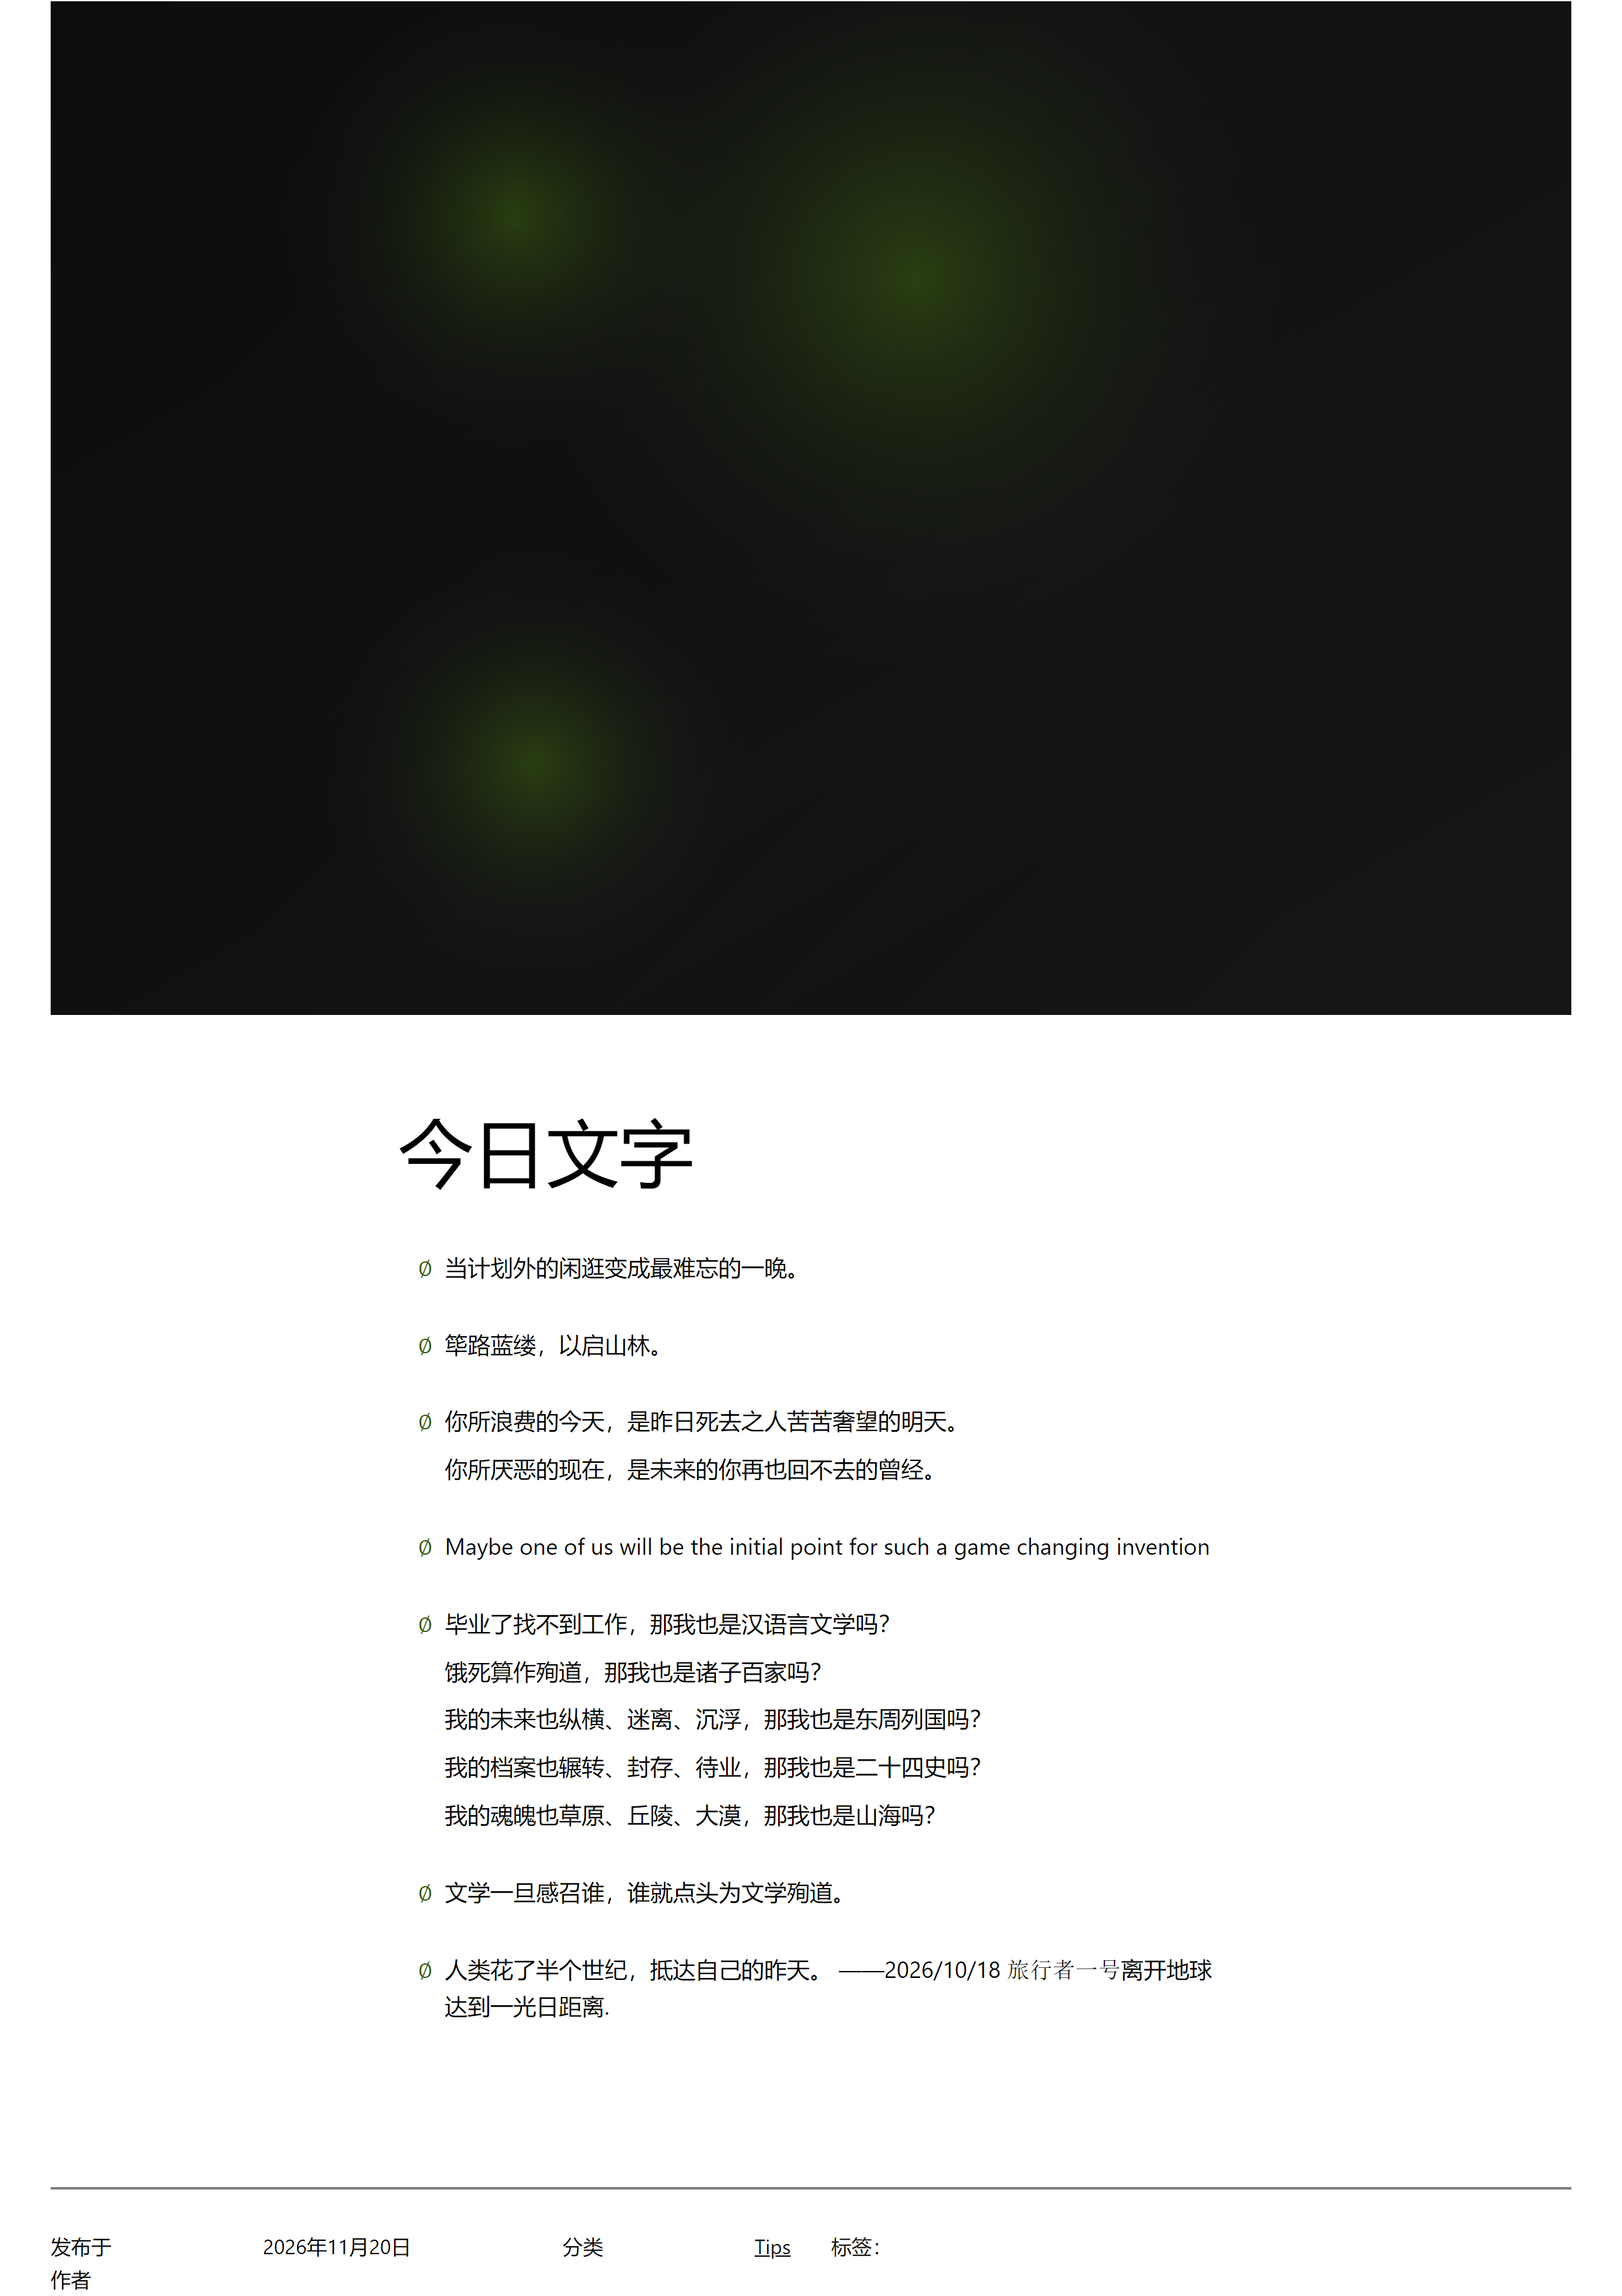 今日文字
Ø 当计划外的闲逛变成最难忘的一晚。
Ø 筚路蓝缕，以启山林。
Ø 你所浪费的今天，是昨日死去之人苦苦奢望的明天。
你所厌恶的现在，是未来的你再也回不去的曾经。
Ø Maybe one of us will be the initial point for such a game changing invention
Ø 毕业了找不到工作，那我也是汉语言文学吗？
饿死算作殉道，那我也是诸子百家吗？
我的未来也纵横、迷离、沉浮，那我也是东周列国吗？
我的档案也辗转、封存、待业，那我也是二十四史吗？
我的魂魄也草原、丘陵、大漠，那我也是山海吗？
Ø 文学一旦感召谁，谁就点头为文学殉道。
Ø 人类花了半个世纪，抵达自己的昨天。 ——2026/10/18 旅行者一号离开地球
达到一光日距离.
发布于 2026年11月20日 分类 Tips 标签：
作者